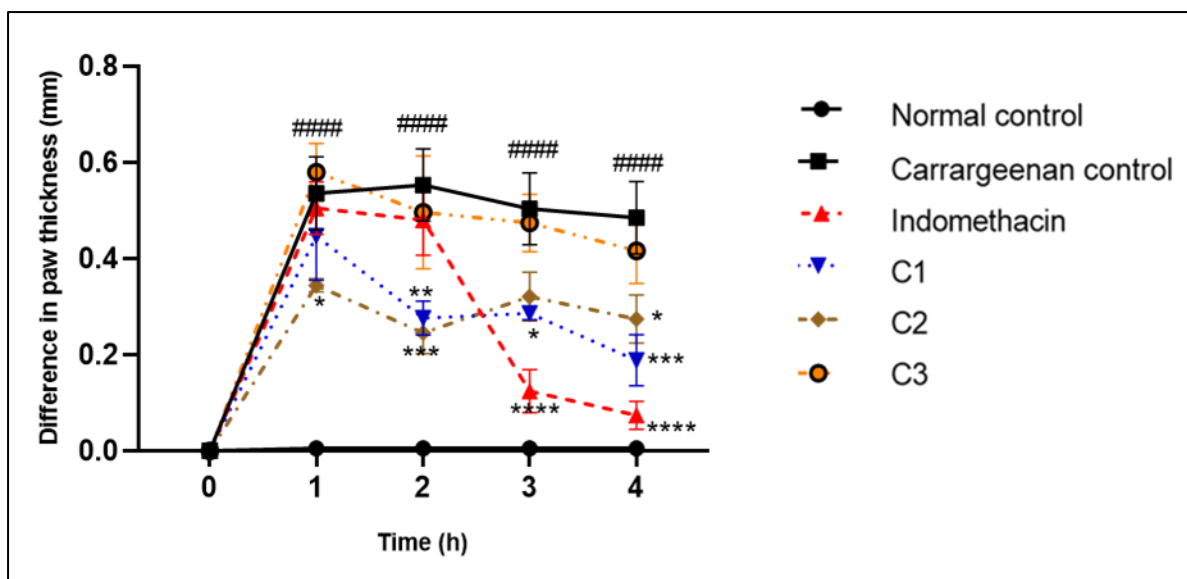 Difference in paw thickness (mm)
0.8
0.6
0.4
0.2
0.0
####
####
####
####
*
**
***
*
****
*
***
****
0
1
2
3
4
Time (h)
Normal control
Carrargeenan control
Indomethacin
C1
C2
C3